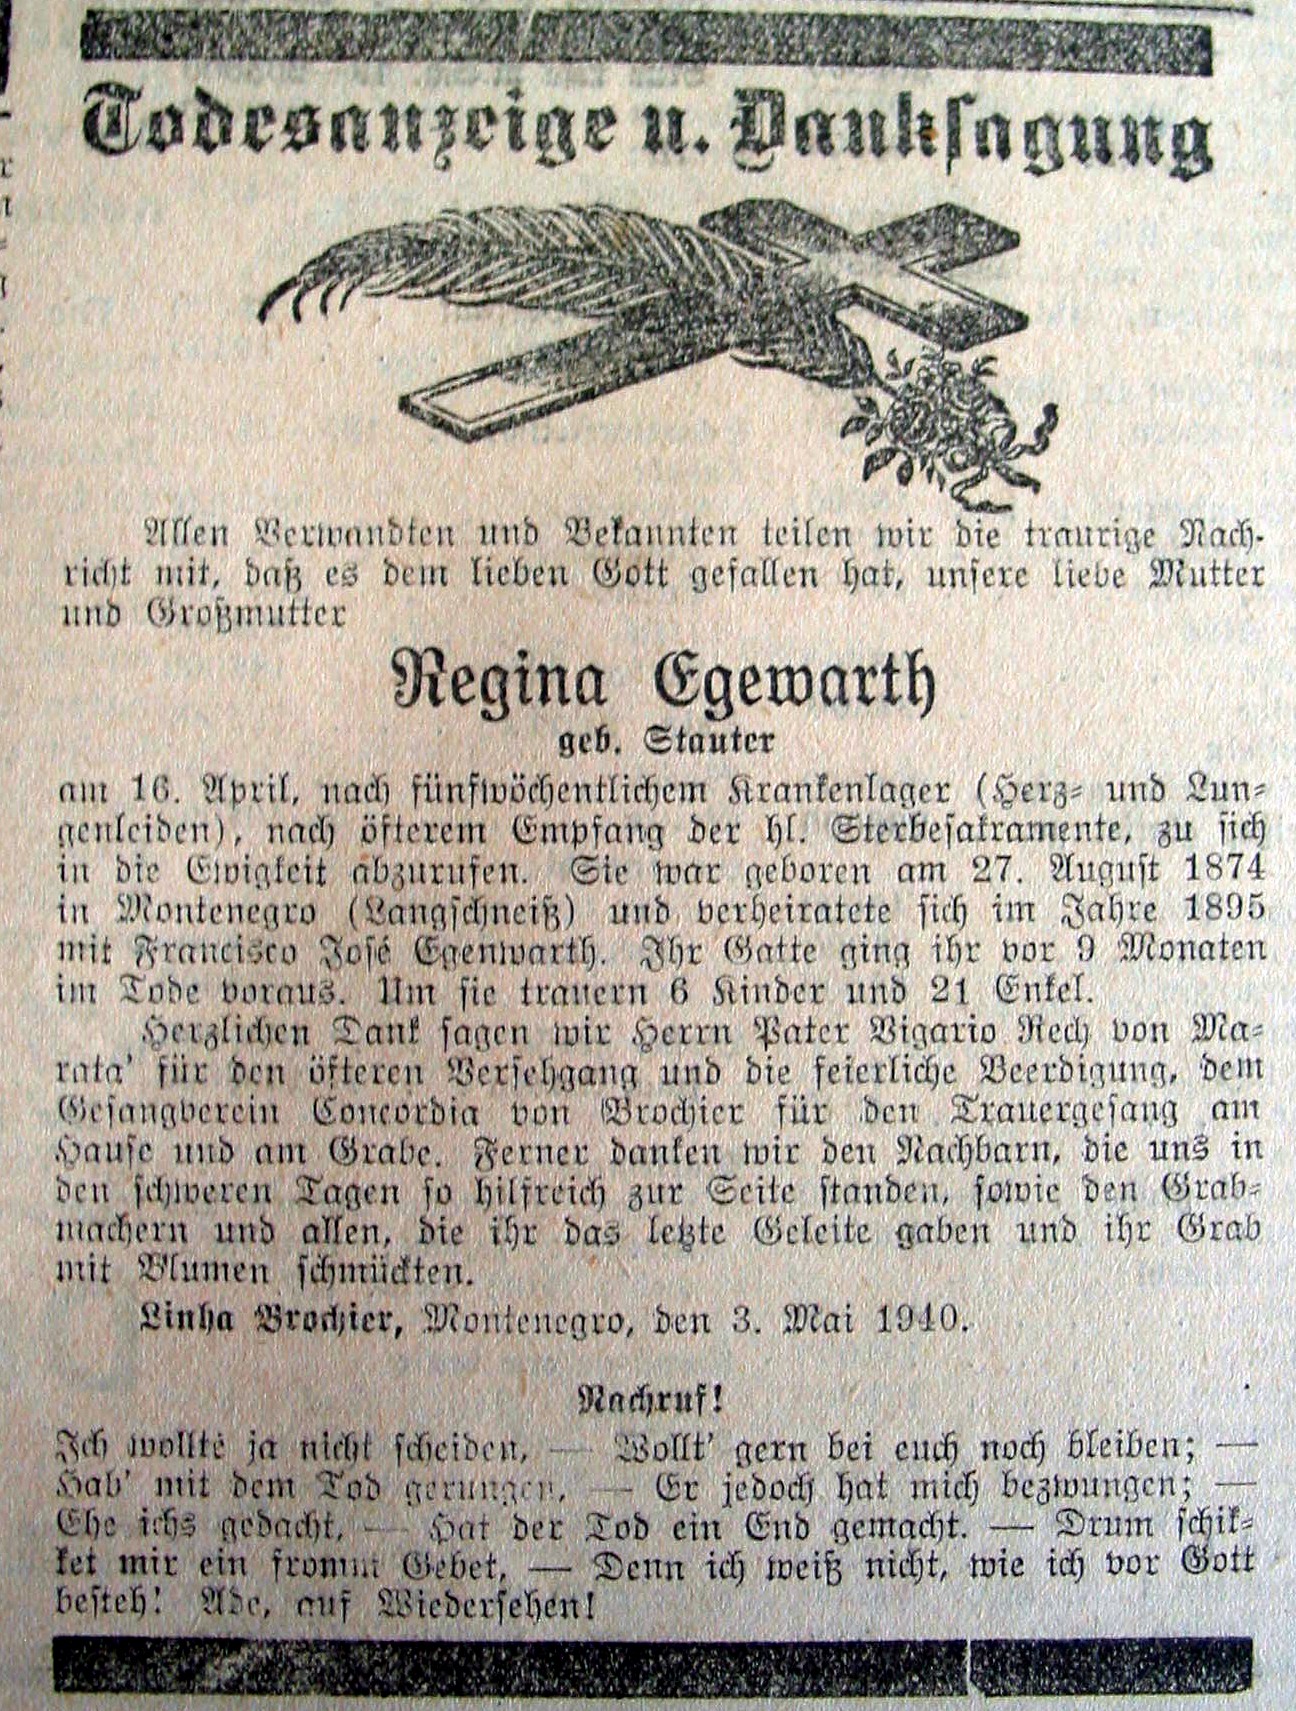 Todesanzeige u. Danksagung
Allen Verwandten und Bekannten teilen wir die traurige Nach-
richt mit, daß es dem lieben Gott gefallen hat, unsere liebe Mutter
und Großmutter
Regina Egewarth
geb. Stauter
am 16. April, nach fünfwöchentlichem Krankenlager (Herz- und Lun-
genleiden), nach öfterem Empfang der hl. Sterbesakramente, zu sich
in die Ewigkeit abzurufen. Sie war geboren am 27. August 1874
in Montenegro (Langschneiß) und verheiratete sich im Jahre 1895
mit Francisco José Egenwarth. Ihr Gatte ging ihr vor 9 Monaten
im Tode voraus. Um sie trauern 6 Kinder und 21 Enkel.
Herzlichen Dank sagen wir Herrn Pater Vigario Rech von Ma-
rata' für den öfteren Versehgang und die feierliche Beerdigung, dem
Gesangverein Concordia von Brochier für den Trauergesang am
Hause und am Grabe. Ferner danken wir den Nachbarn, die uns in
den schweren Tagen so hilfreich zur Seite standen, sowie den Grab-
machern und allen, die ihr das letzte Geleite gaben und ihr Grab
mit Blumen schmückten.
Linha Brochier, Montenegro, den 3. Mai 1940.
Nachruf!
Ich wollte ja nicht scheiden, — Wollt' gern bei euch noch bleiben; —
Hab' mit dem Tod gerungen, — Er jedoch hat mich bezwungen; —
Ehe ichs gedacht, — Hat der Tod ein End gemacht. — Drum schik-
ket mir ein fromm Gebet, — Denn ich weiß nicht, wie ich vor Gott
besteh! Ade, auf Wiedersehen!